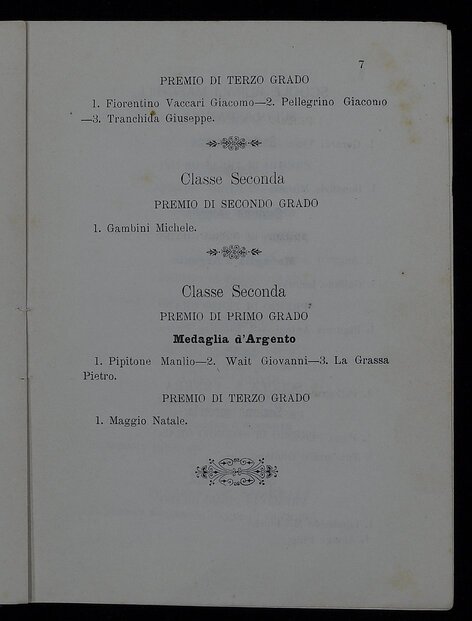 7
PREMIO DI TERZO GRADO
1. Fiorentino Vaccari Giacomo—2. Pellegrino Giacomo
—3. Tranchida Giuseppe.
Classe Seconda
PREMIO DI SECONDO GRADO
1. Gambini Michele.
Classe Seconda
PREMIO DI PRIMO GRADO
Medaglia d'Argento
1. Pipitone Manlio—2. Wait Giovanni—3. La Grassa
Pietro.
PREMIO DI TERZO GRADO
1. Maggio Natale.